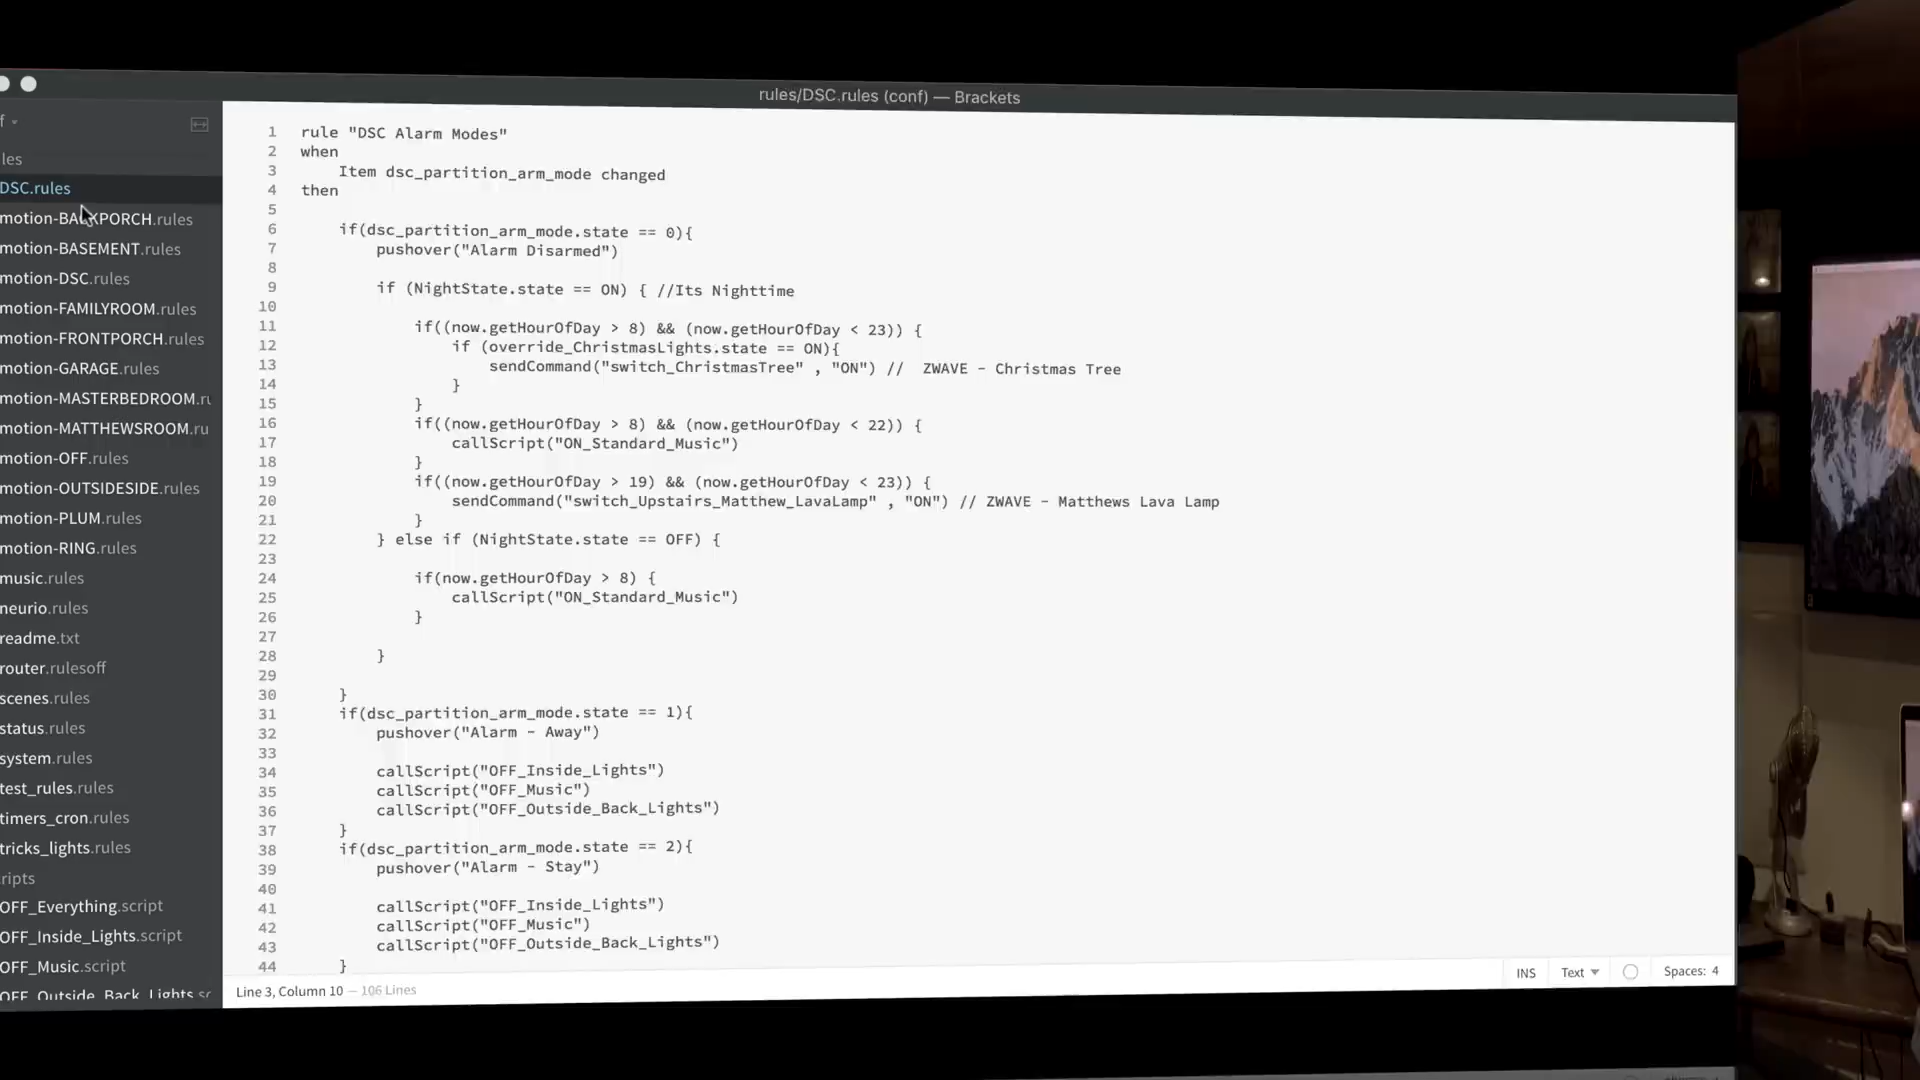 rules/DSC.rules (conf) — Brackets
f
les
DSC.rules
motion-BACKPORCH.rules
motion-BASEMENT.rules
motion-DSC.rules
motion-FAMILYROOM.rules
motion-FRONTPORCH.rules
motion-GARAGE.rules
motion-MASTERBEDROOM.ru
motion-MATTHEWSROOM.ru
motion-OFF.rules
motion-OUTSIDESIDE.rules
motion-PLUM.rules
motion-RING.rules
music.rules
neurio.rules
readme.txt
router.rulesoff
scenes.rules
status.rules
system.rules
test_rules.rules
timers_cron.rules
tricks_lights.rules
ripts
OFF_Everything.script
OFF_Inside_Lights.script
OFF_Music.script
OFF_Outside_Back_Lights.sc
1 rule "DSC Alarm Modes"
2 when
3 Item dsc_partition_arm_mode changed
4 then
5
6 if(dsc_partition_arm_mode.state == 0){
7 pushover("Alarm Disarmed")
8
9 if (NightState.state == ON) { //Its Nighttime
10
11 if((now.getHourOfDay > 8) && (now.getHourOfDay < 23)) {
12 if (override_ChristmasLights.state == ON){
13 sendCommand("switch_ChristmasTree" , "ON") // ZWAVE - Christmas Tree
14 }
15 }
16 if((now.getHourOfDay > 8) && (now.getHourOfDay < 22)) {
17 callScript("ON_Standard_Music")
18 }
19 if((now.getHourOfDay > 19) && (now.getHourOfDay < 23)) {
20 sendCommand("switch_Upstairs_Matthew_LavaLamp" , "ON") // ZWAVE - Matthews Lava Lamp
21 }
22 } else if (NightState.state == OFF) {
23
24 if(now.getHourOfDay > 8) {
25 callScript("ON_Standard_Music")
26 }
27
28 }
29
30 }
31 if(dsc_partition_arm_mode.state == 1){
32 pushover("Alarm - Away")
33
34 callScript("OFF_Inside_Lights")
35 callScript("OFF_Music")
36 callScript("OFF_Outside_Back_Lights")
37 }
38 if(dsc_partition_arm_mode.state == 2){
39 pushover("Alarm - Stay")
40
41 callScript("OFF_Inside_Lights")
42 callScript("OFF_Music")
43 callScript("OFF_Outside_Back_Lights")
44 }
Line 3, Column 10 — 106 Lines
INS Text Spaces: 4